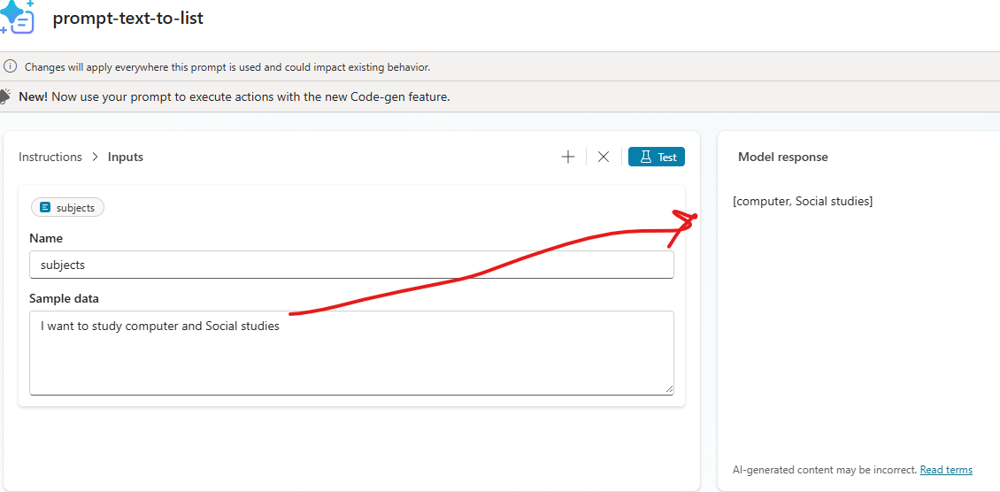 prompt-text-to-list
Changes will apply everywhere this prompt is used and could impact existing behavior.
New! Now use your prompt to execute actions with the new Code-gen feature.
Instructions > Inputs
Test
subjects
Name
subjects
Sample data
I want to study computer and Social studies
Model response
[computer, Social studies]
AI-generated content may be incorrect. Read terms